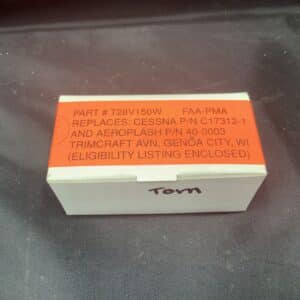 PART # T28V150W FAA-PMA
REPLACES: CESSNA P/N C17312-1
AND AEROFLASH P/N 40-0003
TRIMCRAFT AVN, GENOA CITY, WI
(ELIGIBILITY LISTING ENCLOSED)
Tom